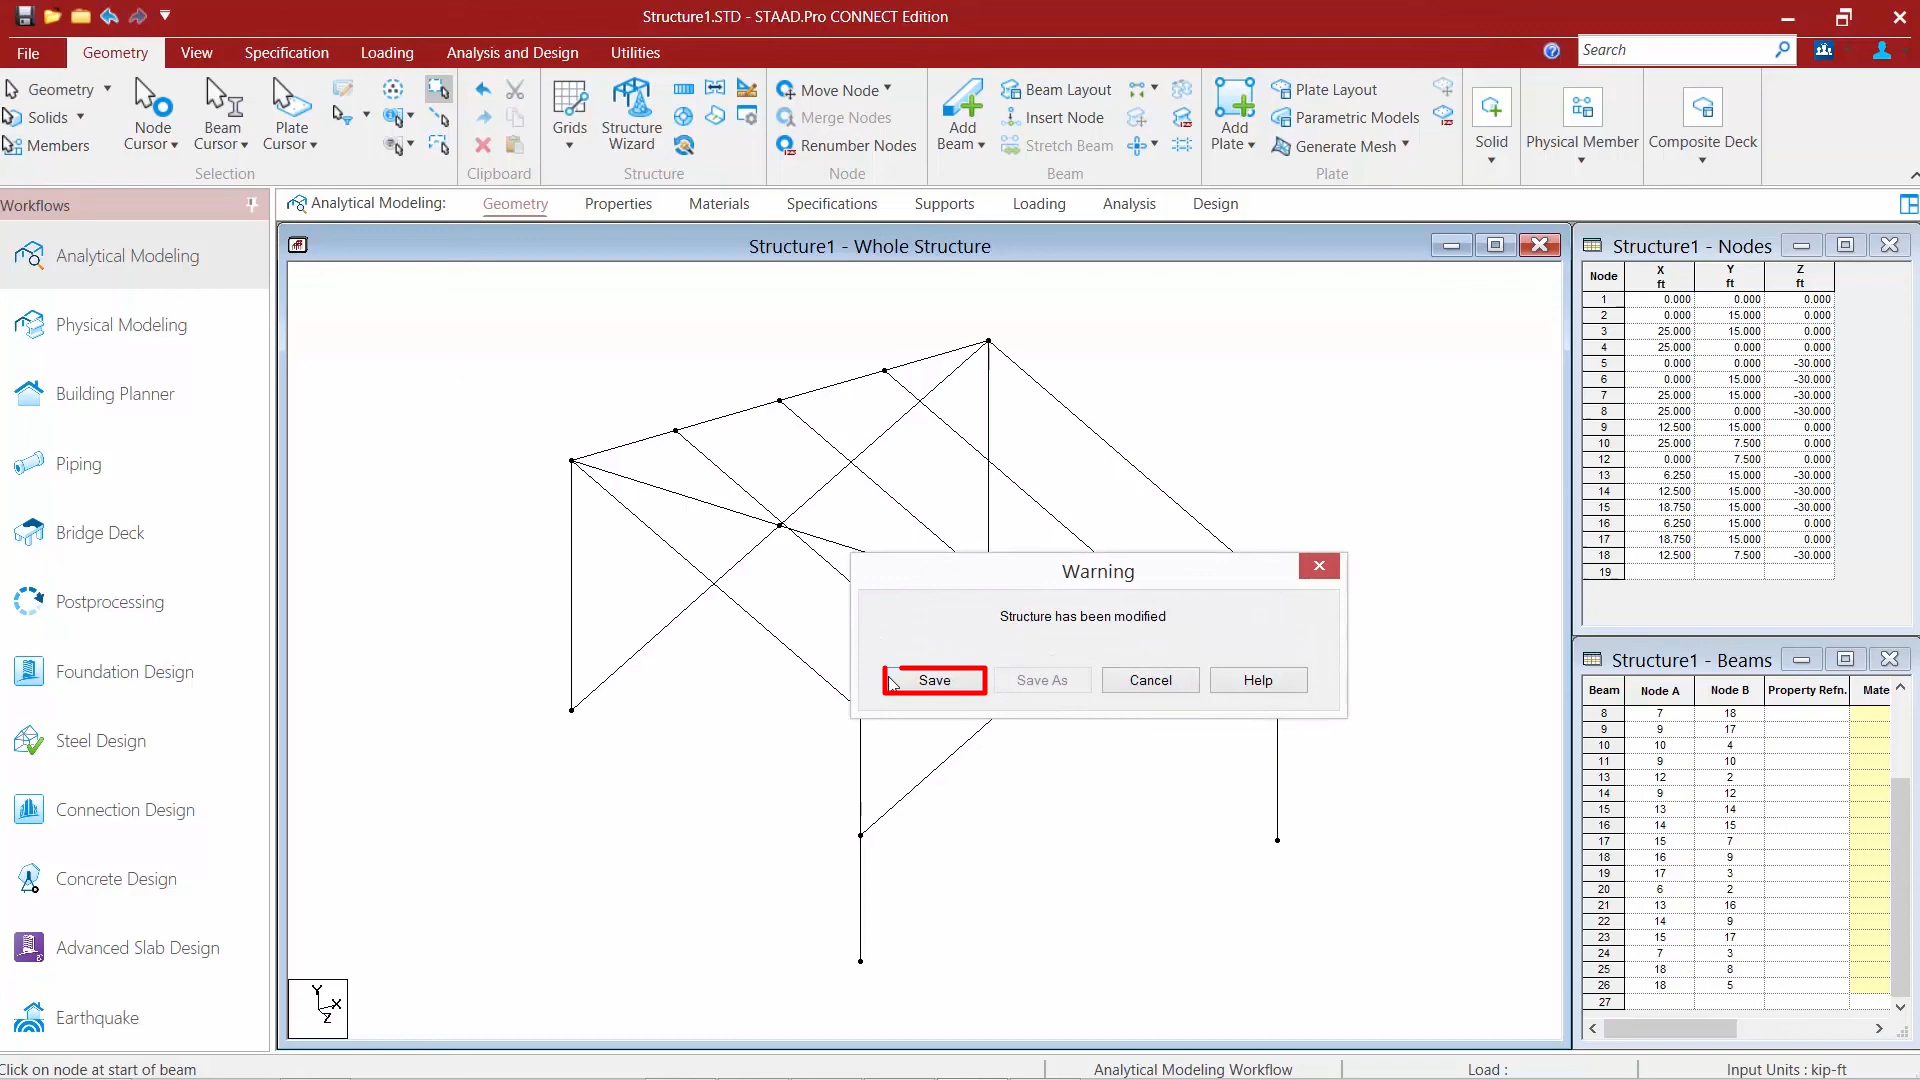 Structure1.STD - STAAD.Pro CONNECT Edition
File
Geometry
View
Specification
Loading
Analysis and Design
Utilities
Search
Geometry
Solids
Members
Node Cursor
Beam Cursor
Plate Cursor
Selection
Clipboard
Grids
Structure Wizard
Structure
Move Node
Merge Nodes
Renumber Nodes
Node
Add Beam
Beam Layout
Insert Node
Stretch Beam
Beam
Add Plate
Plate Layout
Parametric Models
Generate Mesh
Plate
Solid
Physical Member
Composite Deck
Workflows
Analytical Modeling
Physical Modeling
Building Planner
Piping
Bridge Deck
Postprocessing
Foundation Design
Steel Design
Connection Design
Concrete Design
Advanced Slab Design
Earthquake
Analytical Modeling:
Geometry
Properties
Materials
Specifications
Supports
Loading
Analysis
Design
Structure1 - Whole Structure
Warning
Structure has been modified
Save
Save As
Cancel
Help
Y
X
Z
Structure1 - Nodes
Node X ft Y ft Z ft
1 0.000 0.000 0.000
2 0.000 15.000 0.000
3 25.000 15.000 0.000
4 25.000 0.000 0.000
5 0.000 0.000 -30.000
6 0.000 15.000 -30.000
7 25.000 15.000 -30.000
8 25.000 0.000 -30.000
9 12.500 15.000 0.000
10 25.000 7.500 0.000
12 0.000 7.500 0.000
13 6.250 15.000 -30.000
14 12.500 15.000 -30.000
15 18.750 15.000 -30.000
16 6.250 15.000 0.000
17 18.750 15.000 0.000
18 12.500 7.500 -30.000
19
Structure1 - Beams
Beam Node A Node B Property Refn. Mate
8 7 18
9 9 17
10 10 4
11 9 10
13 12 2
14 9 12
15 13 14
16 14 15
17 15 7
18 16 9
19 17 3
20 6 2
21 13 16
22 14 9
23 15 17
24 7 3
25 18 8
26 18 5
27
Click on node at start of beam
Analytical Modeling Workflow
Load :
Input Units : kip-ft